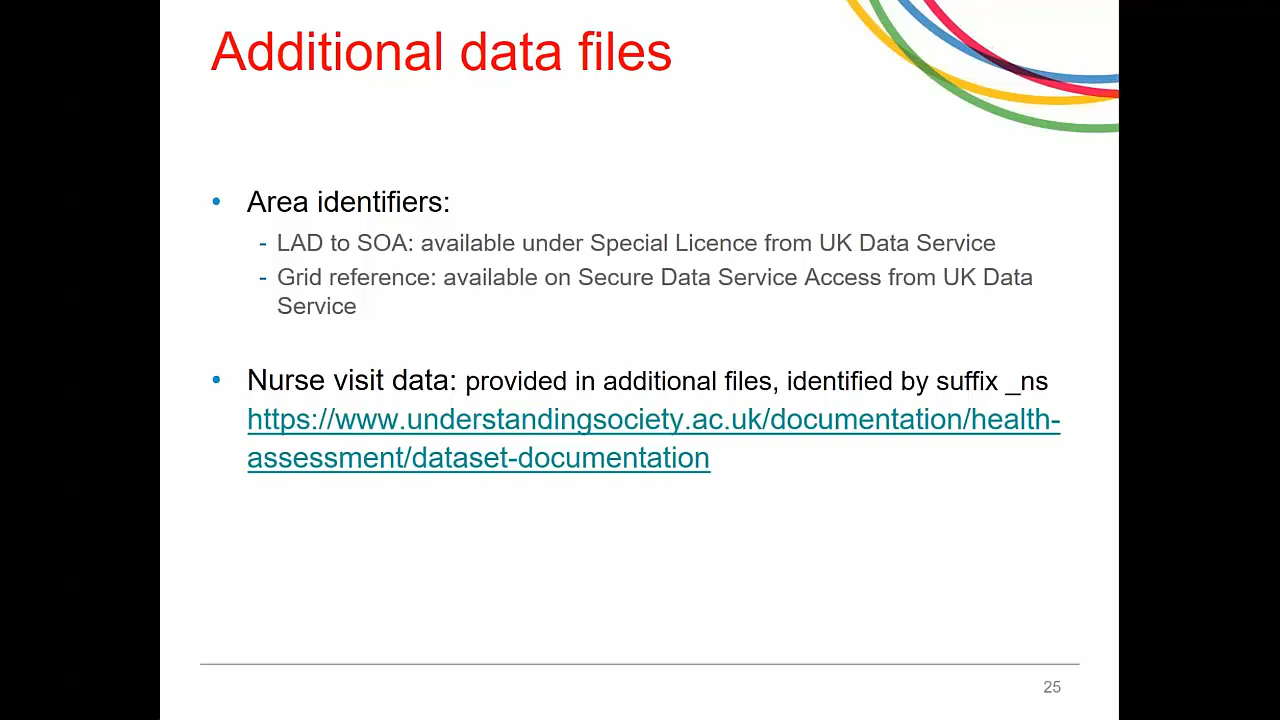 Additional data files
• Area identifiers:
- LAD to SOA: available under Special Licence from UK Data Service
- Grid reference: available on Secure Data Service Access from UK Data
Service
• Nurse visit data: provided in additional files, identified by suffix _ns
https://www.understandingsociety.ac.uk/documentation/health-
assessment/dataset-documentation
25